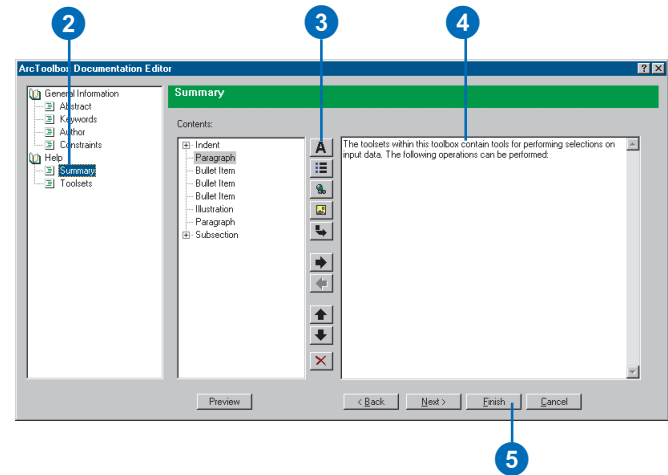 2
3
4
ArcToolbox Documentation Editor
General Information
Abstract
Keywords
Author
Constraints
Help
Summary
Toolsets
Summary
Contents:
Indent
Paragraph
Bullet Item
Bullet Item
Bullet Item
Illustration
Paragraph
Subsection
A
The toolsets within this toolbox contain tools for performing selections on
input data. The following operations can be performed:
Preview
< Back
Next >
Finish
Cancel
5